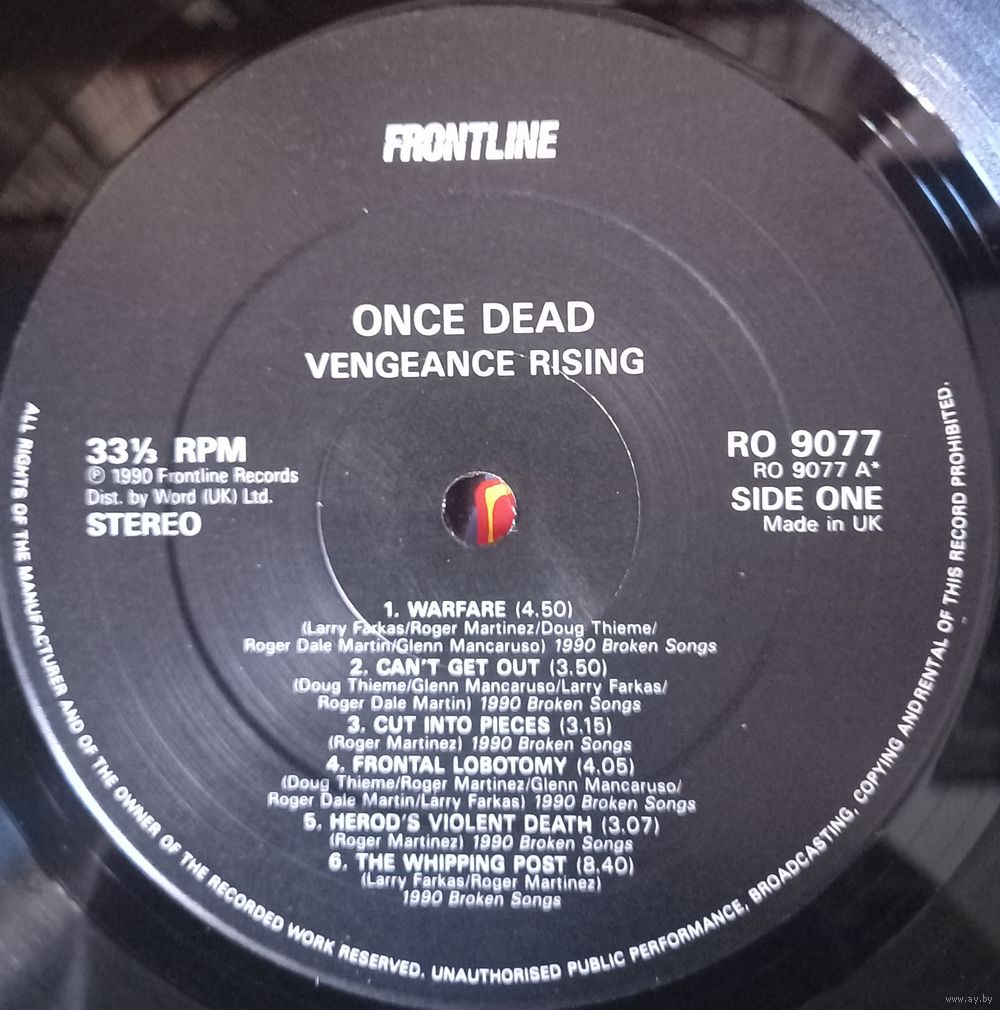 FRONTLINE
ONCE DEAD
VENGEANCE RISING
33⅓ RPM
℗ 1990 Frontline Records
Dist. by Word (UK) Ltd.
STEREO
RO 9077
RO 9077 A*
SIDE ONE
Made in UK
1. WARFARE (4.50)
(Larry Farkas/Roger Martinez/Doug Thieme/
Roger Dale Martin/Glenn Mancaruso) 1990 Broken Songs
2. CAN'T GET OUT (3.50)
(Doug Thieme/Glenn Mancaruso/Larry Farkas/
Roger Dale Martin) 1990 Broken Songs
3. CUT INTO PIECES (3.15)
(Roger Martinez) 1990 Broken Songs
4. FRONTAL LOBOTOMY (4.05)
(Doug Thieme/Roger Martinez/Glenn Mancaruso/
Roger Dale Martin/Larry Farkas) 1990 Broken Songs
5. HEROD'S VIOLENT DEATH (3.07)
(Roger Martinez) 1990 Broken Songs
6. THE WHIPPING POST (8.40)
(Larry Farkas/Roger Martinez)
1990 Broken Songs
ALL RIGHTS OF THE MANUFACTURER AND OF THE OWNER OF THE RECORDED WORK RESERVED. UNAUTHORISED PUBLIC PERFORMANCE, BROADCASTING, COPYING ANDRENTAL OF THIS RECORD PROHIBITED.
www.ay.by